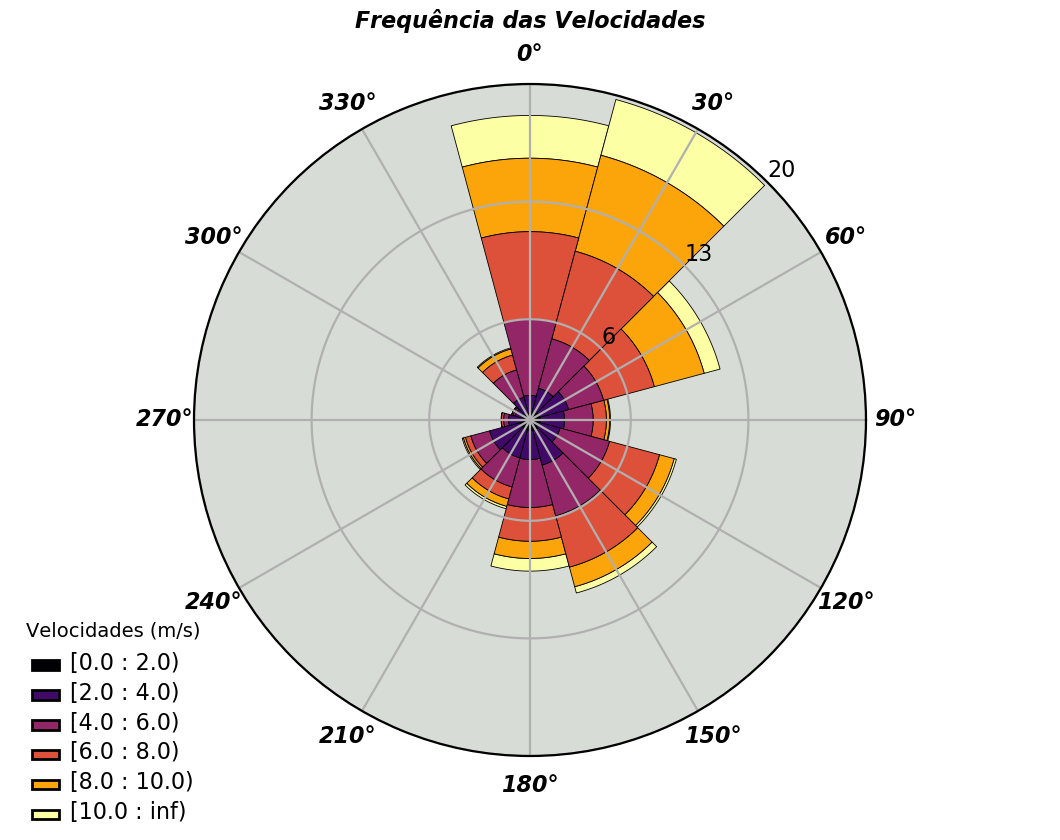 Frequência das Velocidades
0°
330°
30°
20
300°
60°
13
6
270°
90°
240°
120°
210°
150°
180°
Velocidades (m/s)
[0.0 : 2.0)
[2.0 : 4.0)
[4.0 : 6.0)
[6.0 : 8.0)
[8.0 : 10.0)
[10.0 : inf)